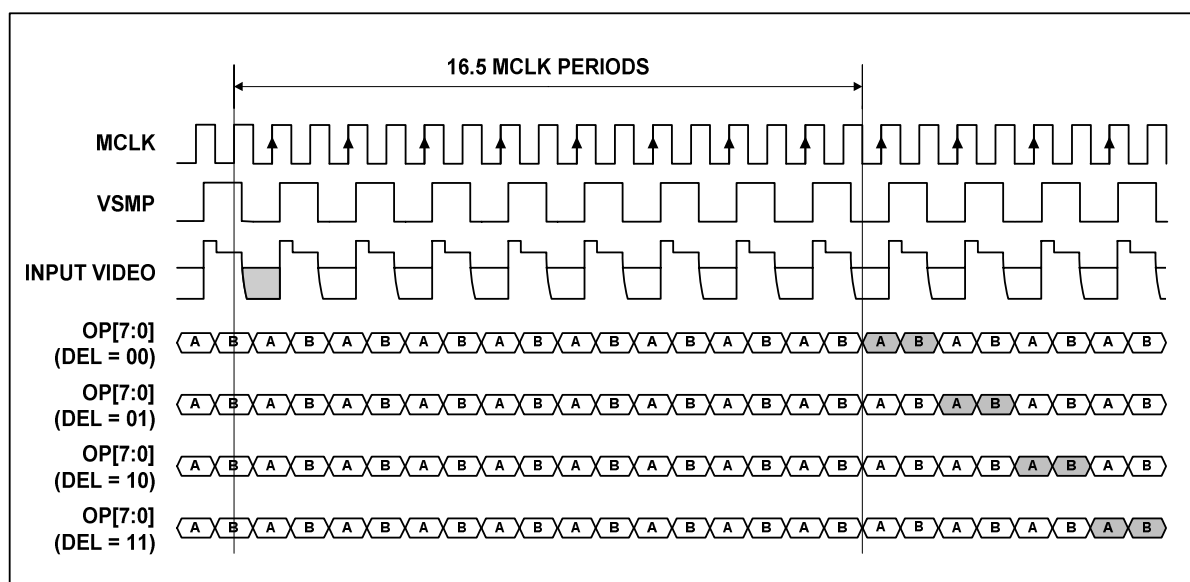 16.5 MCLK PERIODS
MCLK
VSMP
INPUT VIDEO
OP[7:0]
(DEL = 00)
A B A B A B A B A B A B A B A B A B A B A B A B A B
OP[7:0]
(DEL = 01)
A B A B A B A B A B A B A B A B A B A B A B A B A B
OP[7:0]
(DEL = 10)
A B A B A B A B A B A B A B A B A B A B A B A B A B
OP[7:0]
(DEL = 11)
A B A B A B A B A B A B A B A B A B A B A B A B A B